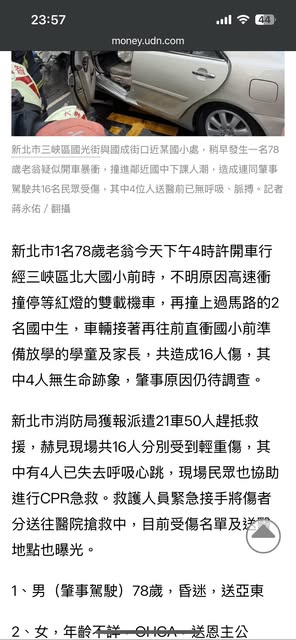 23:57
44
money.udn.com
新北市三峽區國光街與國成街口近某國小處，稍早發生一名78
歲老翁疑似開車暴衝，撞進鄰近國中下課人潮，造成連同肇事
駕駛共16名民眾受傷，其中4位人送醫前已無呼吸、脈搏。記者
蔣永佑／翻攝
新北市1名78歲老翁今天下午4時許開車行
經三峽區北大國小前時，不明原因高速衝
撞停等紅燈的雙載機車，再撞上過馬路的2
名國中生，車輛接著再往前直衝國小前準
備放學的學童及家長，共造成16人傷，其
中4人無生命跡象，肇事原因仍待調查。
新北市消防局獲報派遣21車50人趕抵救
援，赫見現場共16人分別受到輕重傷，其
中有4人已失去呼吸心跳，現場民眾也協助
進行CPR急救。救護人員緊急接手將傷者
分送往醫院搶救中，目前受傷名單及送醫
地點也曝光。
1、男（肇事駕駛）78歲，昏迷，送亞東
2、女，年齡不詳，OHCA，送恩主公